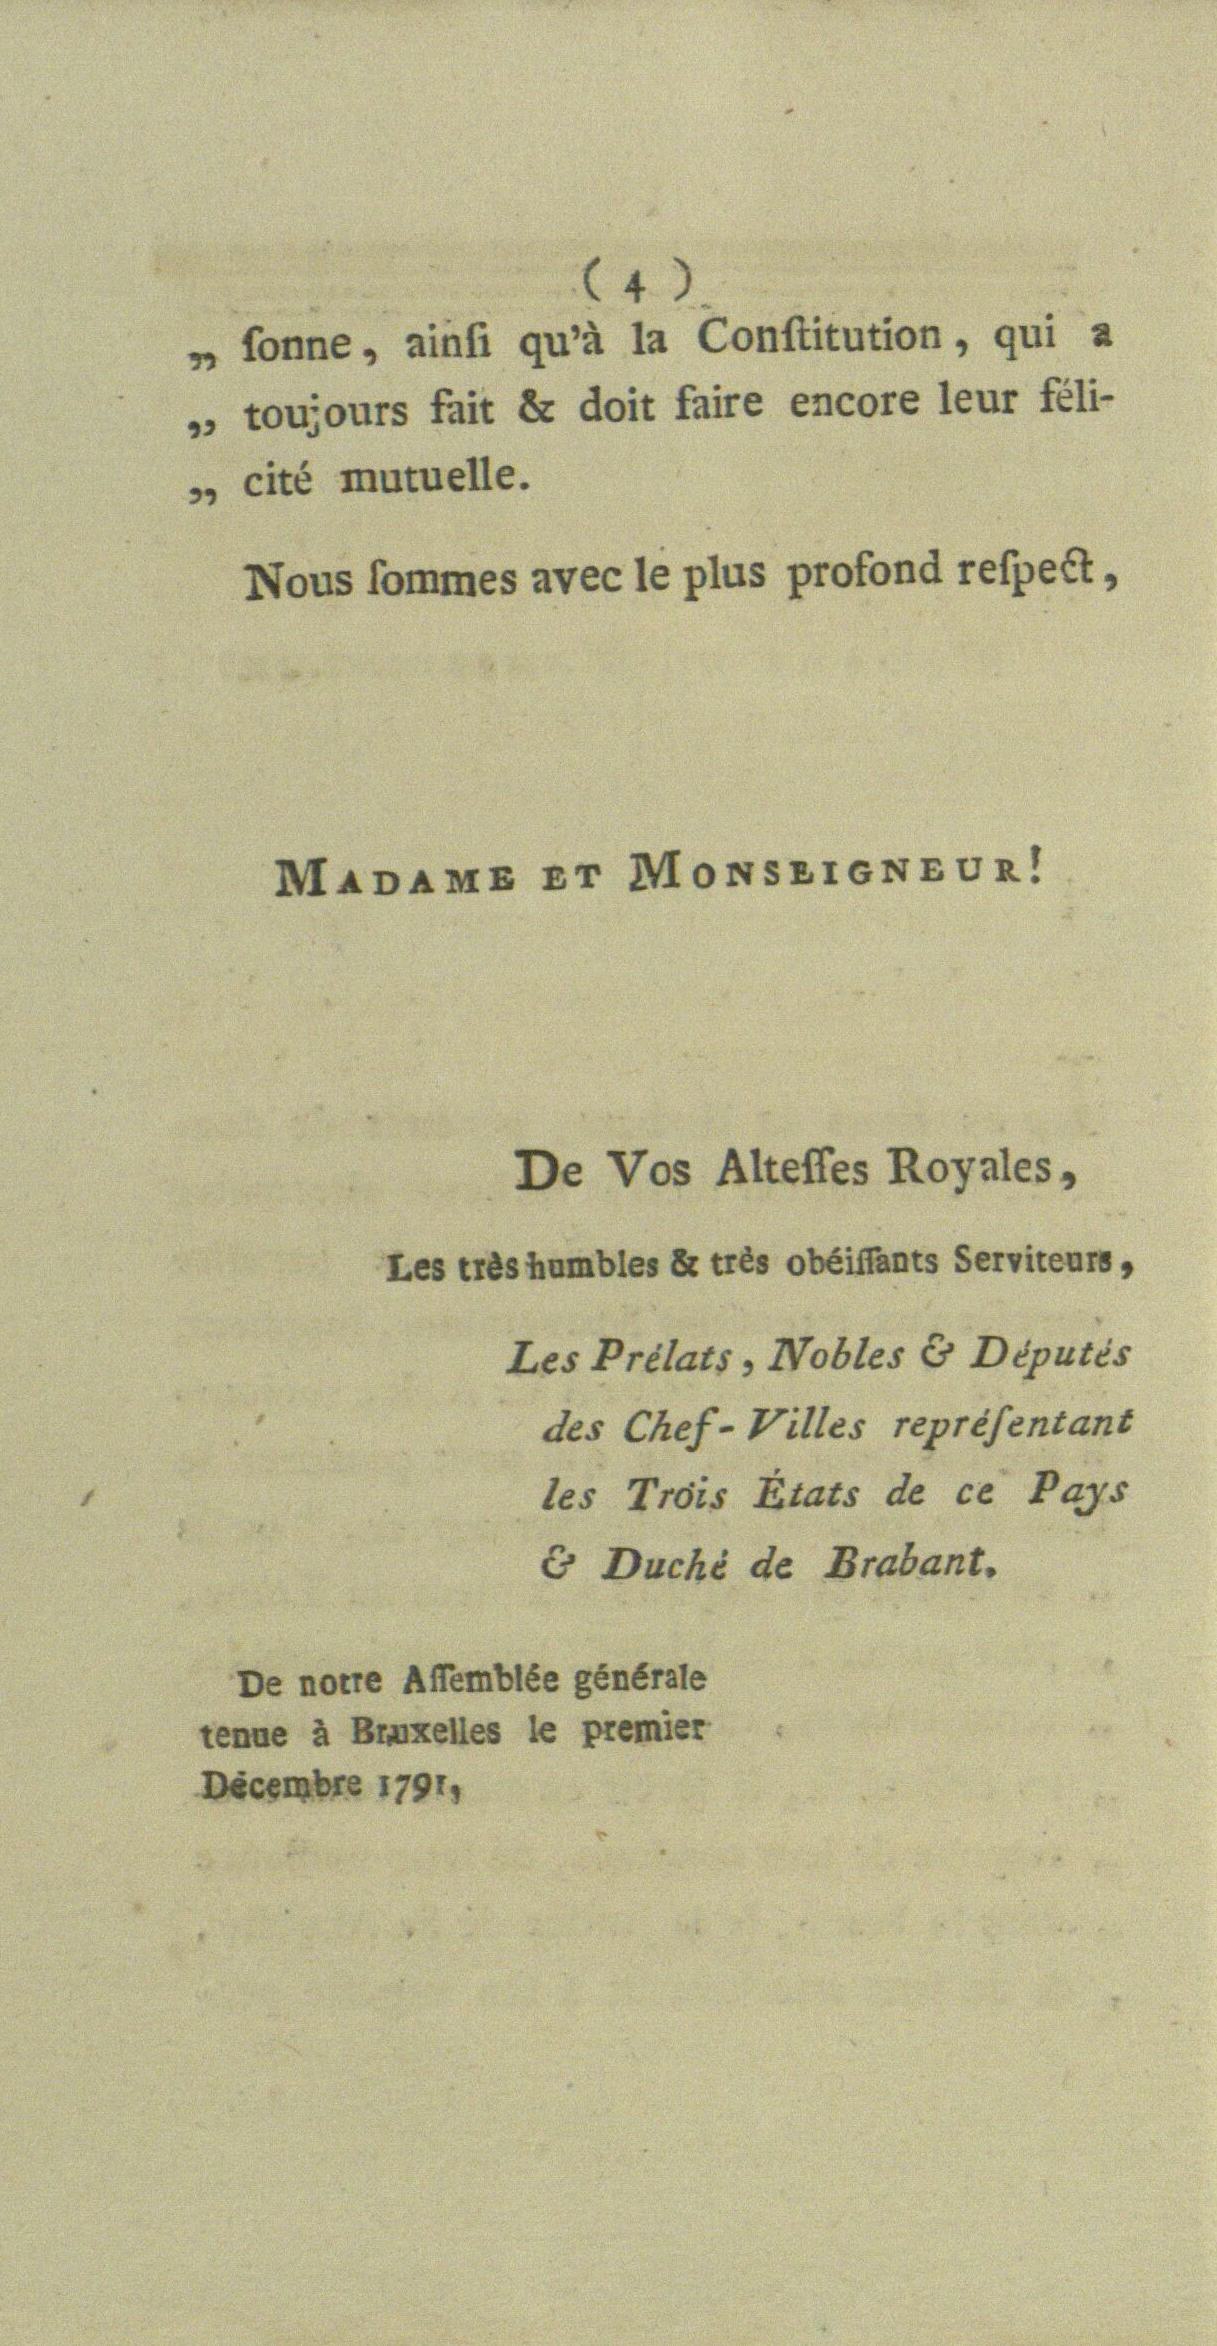 ( 4 )
„ ſonne, ainſi qu'à la Conſtitution, qui a
„ toujours fait & doit faire encore leur féli-
„ cité mutuelle.
Nous ſommes avec le plus profond reſpect,
MADAME ET MONSEIGNEUR!
De Vos Alteſſes Royales,
Les très humbles & très obéiſſants Serviteurs,
Les Prélats, Nobles & Députés
des Chef-Villes repréſentant
les Trois États de ce Pays
& Duché de Brabant.
De notre Aſſemblée générale
tenue à Bruxelles le premier
Décembre 1791,